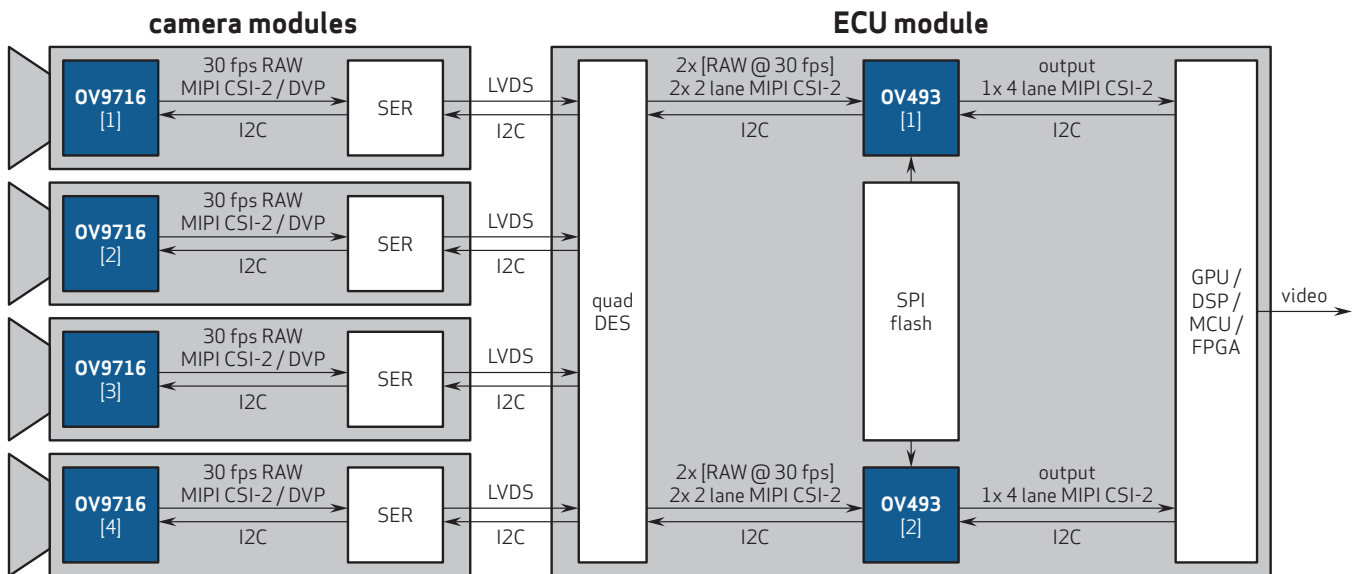 camera modules
ECU module
OV9716
[1]
30 fps RAW
MIPI CSI-2 / DVP
I2C
SER
LVDS
I2C
OV9716
[2]
30 fps RAW
MIPI CSI-2 / DVP
I2C
SER
LVDS
I2C
OV9716
[3]
30 fps RAW
MIPI CSI-2 / DVP
I2C
SER
LVDS
I2C
OV9716
[4]
30 fps RAW
MIPI CSI-2 / DVP
I2C
SER
LVDS
I2C
quad
DES
2x [RAW @ 30 fps]
2x 2 lane MIPI CSI-2
I2C
OV493
[1]
output
1x 4 lane MIPI CSI-2
I2C
SPI
flash
2x [RAW @ 30 fps]
2x 2 lane MIPI CSI-2
I2C
OV493
[2]
output
1x 4 lane MIPI CSI-2
I2C
GPU /
DSP /
MCU /
FPGA
video